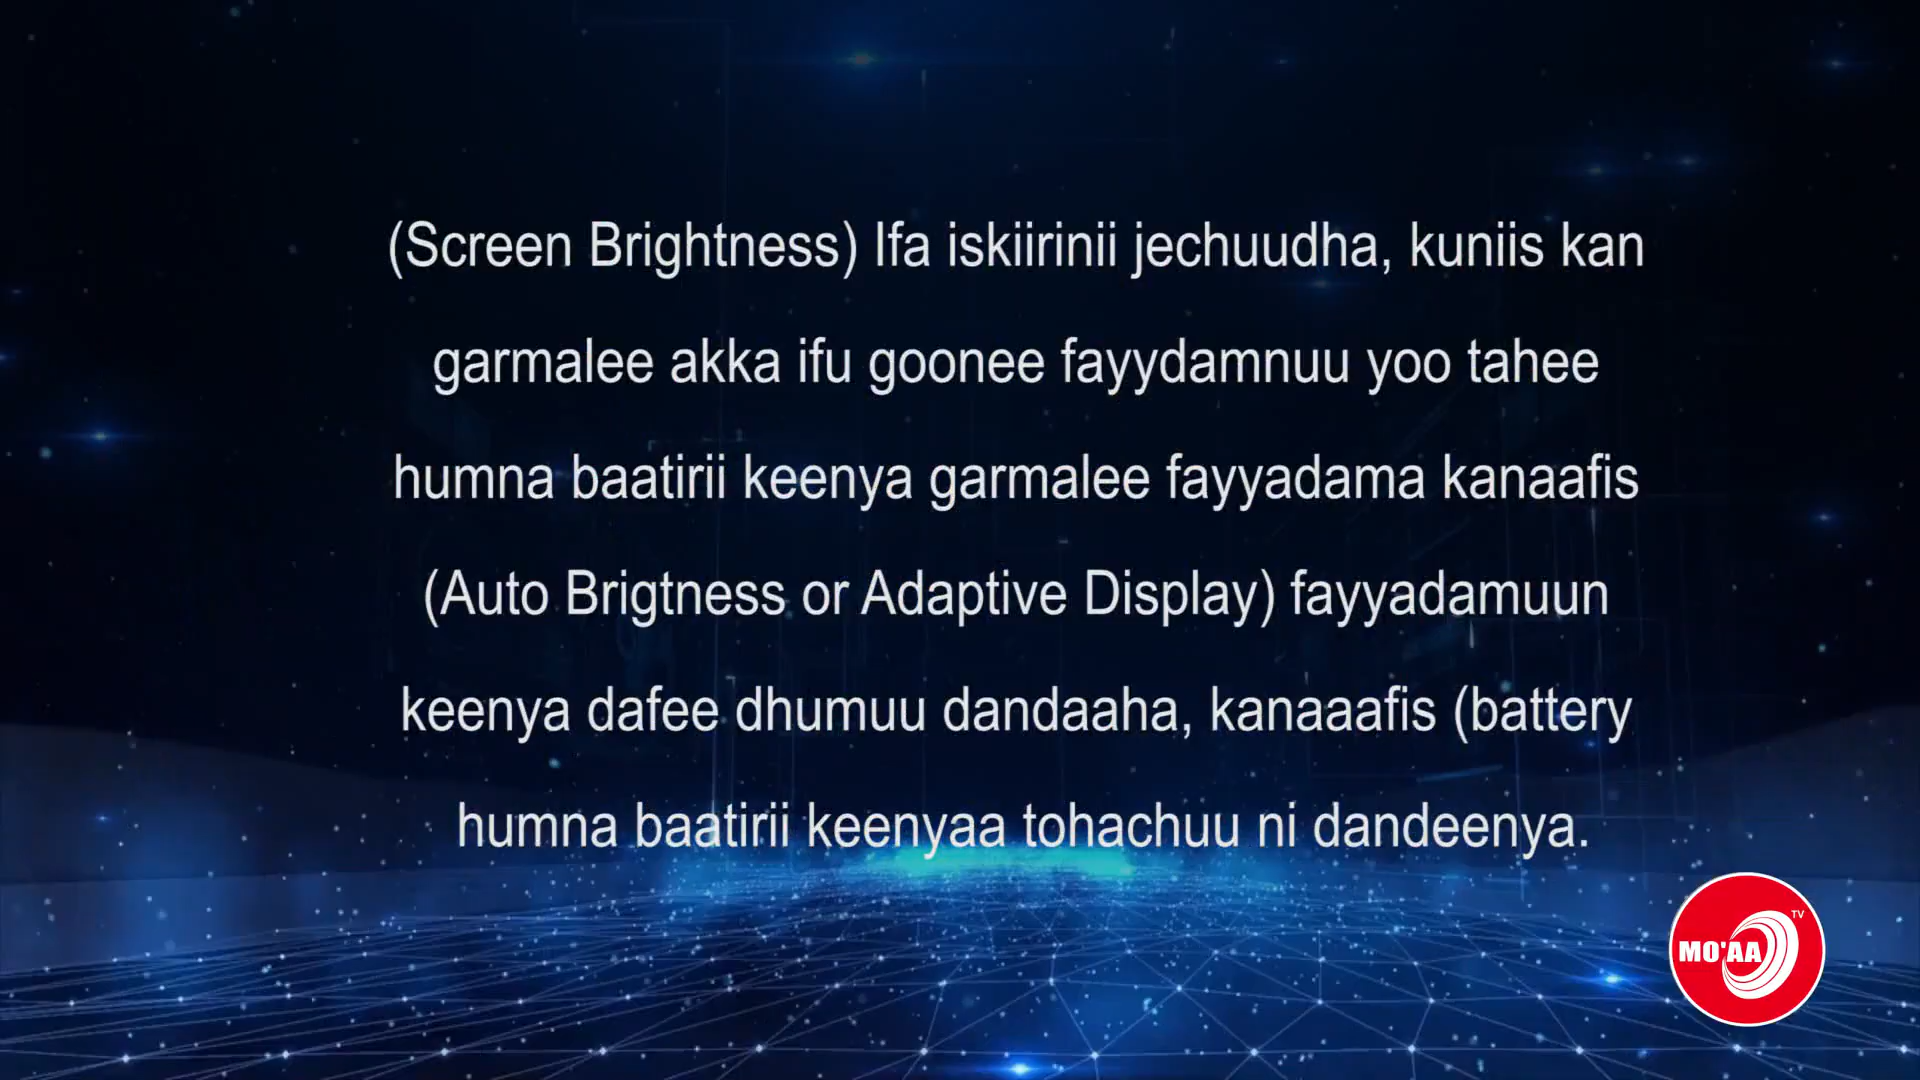 (Screen Brightness) Ifa iskiirinii jechuudha, kuniis kan
garmalee akka ifu goonee fayydamnuu yoo tahee
humna baatirii keenya garmalee fayyadama kanaafis
(Auto Brigtness or Adaptive Display) fayyadamuun
keenya dafee dhumuu dandaaha, kanaaafis (battery
humna baatirii keenyaa tohachuu ni dandeenya.
MO'AA TV